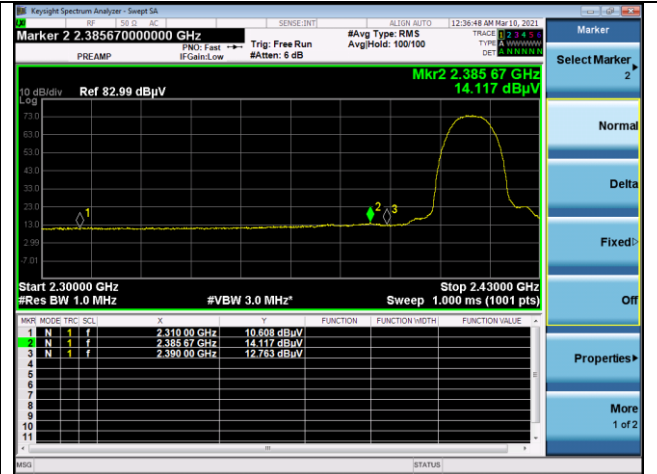 Keysight Spectrum Analyzer - Swept SA
RF 50 Ω AC SENSE:INT ALIGN AUTO 12:36:48 AM Mar 10, 2021
Marker 2 2.385670000000 GHz
PREAMP
PNO: Fast
IFGain:Low
Trig: Free Run
#Atten: 6 dB
#Avg Type: RMS
Avg|Hold: 100/100
TRACE 1 2 3 4 5 6
TYPE A WWWWW
DET A N N N N N
Mkr2 2.385 67 GHz
14.117 dBµV
10 dB/div Ref 82.99 dBµV
Log
73.0
63.0
53.0
43.0
33.0
23.0
13.0
2.99
-7.01
1
2
3
Start 2.30000 GHz Stop 2.43000 GHz
#Res BW 1.0 MHz #VBW 3.0 MHz* Sweep 1.000 ms (1001 pts)
MKR MODE TRC SCL X Y FUNCTION FUNCTION WIDTH FUNCTION VALUE
1 N 1 f 2.310 00 GHz 10.608 dBµV
2 N 1 f 2.385 67 GHz 14.117 dBµV
3 N 1 f 2.390 00 GHz 12.763 dBµV
4
5
6
7
8
9
10
11
MSG STATUS
Marker
Select Marker
2
Normal
Delta
Fixed
Off
Properties
More
1 of 2